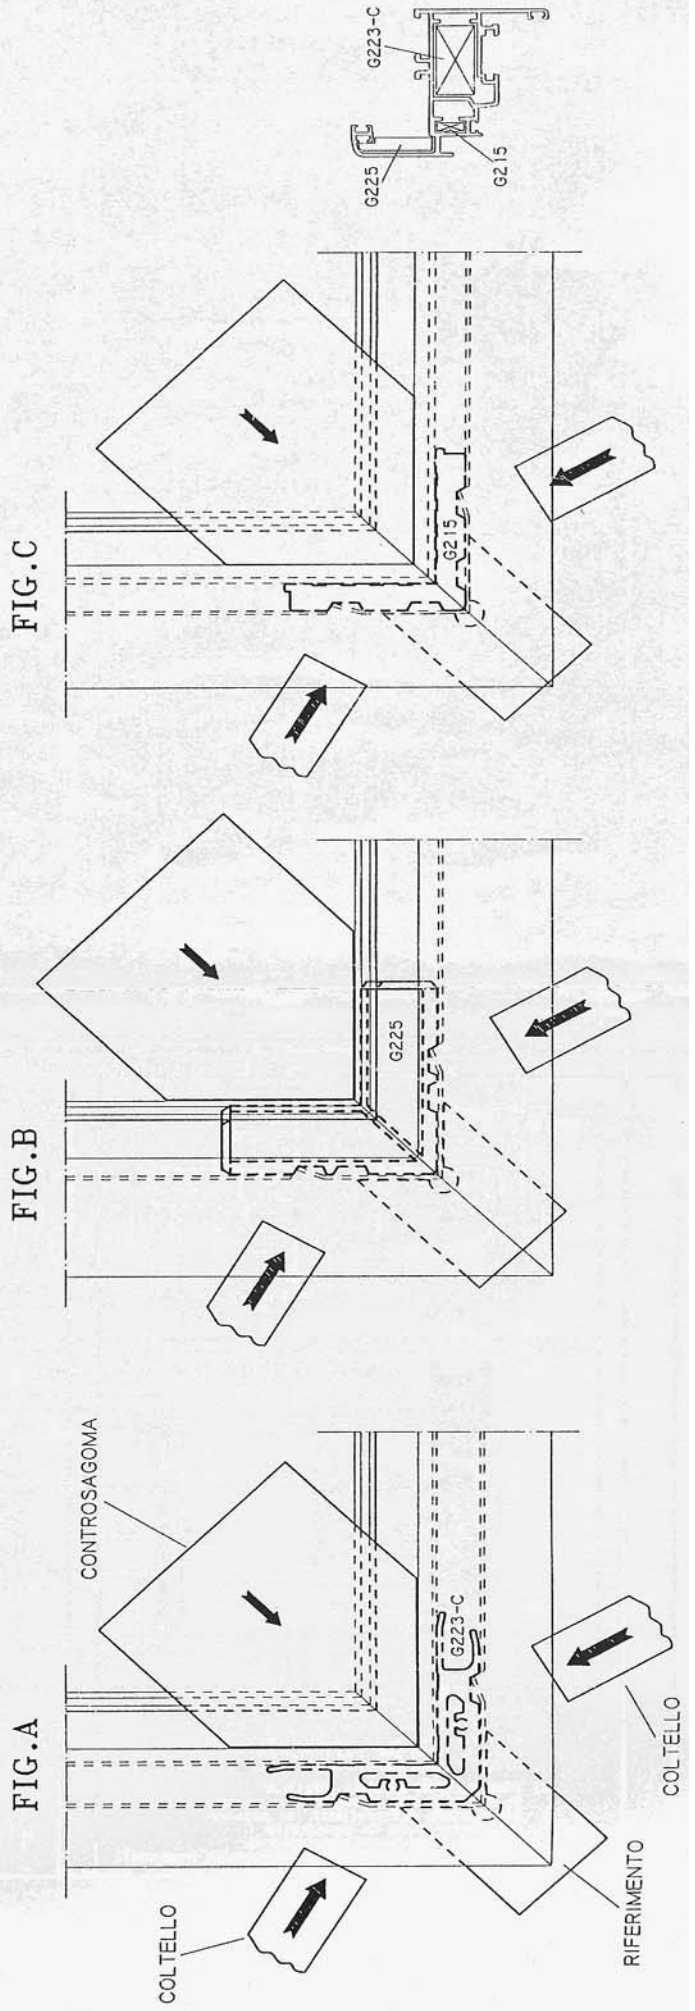 FIG.A
CONTROSAGOMA
COLTELLO
G223-C
RIFERIMENTO
COLTELLO
FIG.B
G225
FIG.C
G215
G225
G223-C
G215